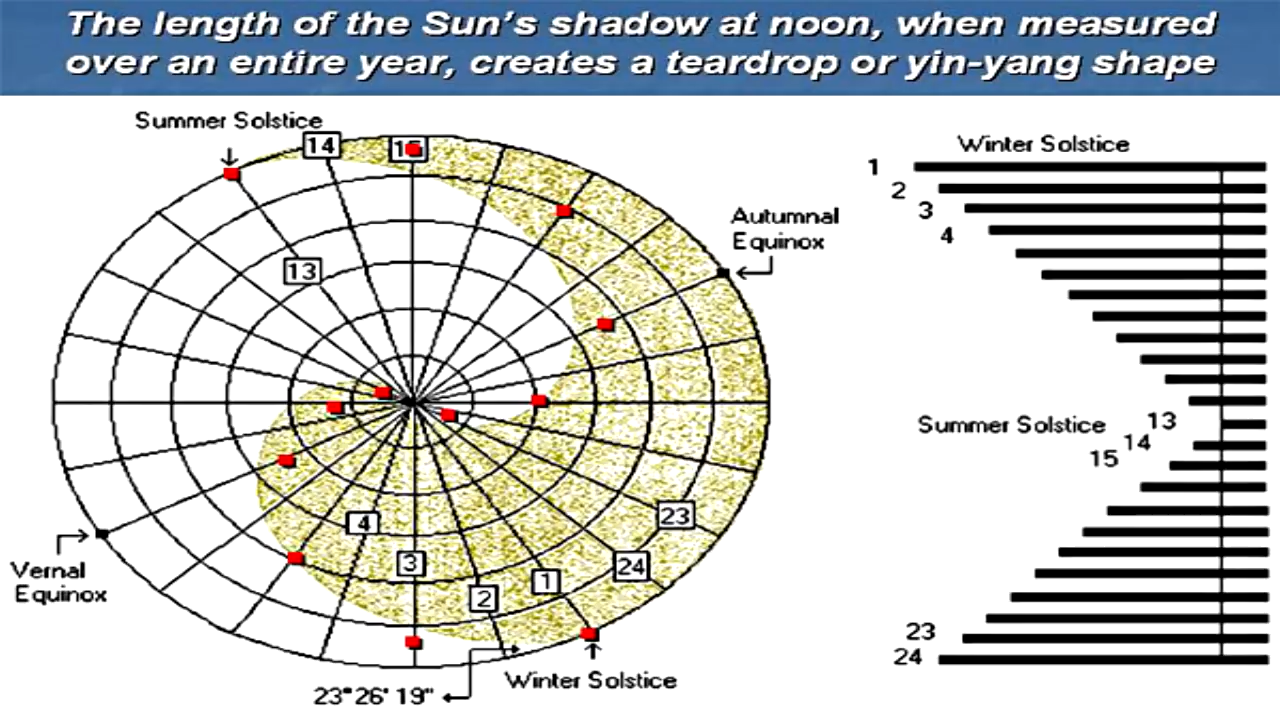 The length of the Sun's shadow at noon, when measured
over an entire year, creates a teardrop or yin-yang shape
Summer Solstice
14
13
Autumnal
Equinox
4
3
2
1
24
23
Vernal
Equinox
23° 26' 19"
Winter Solstice
Winter Solstice
1
2
3
4
Summer Solstice
13
14
15
23
24